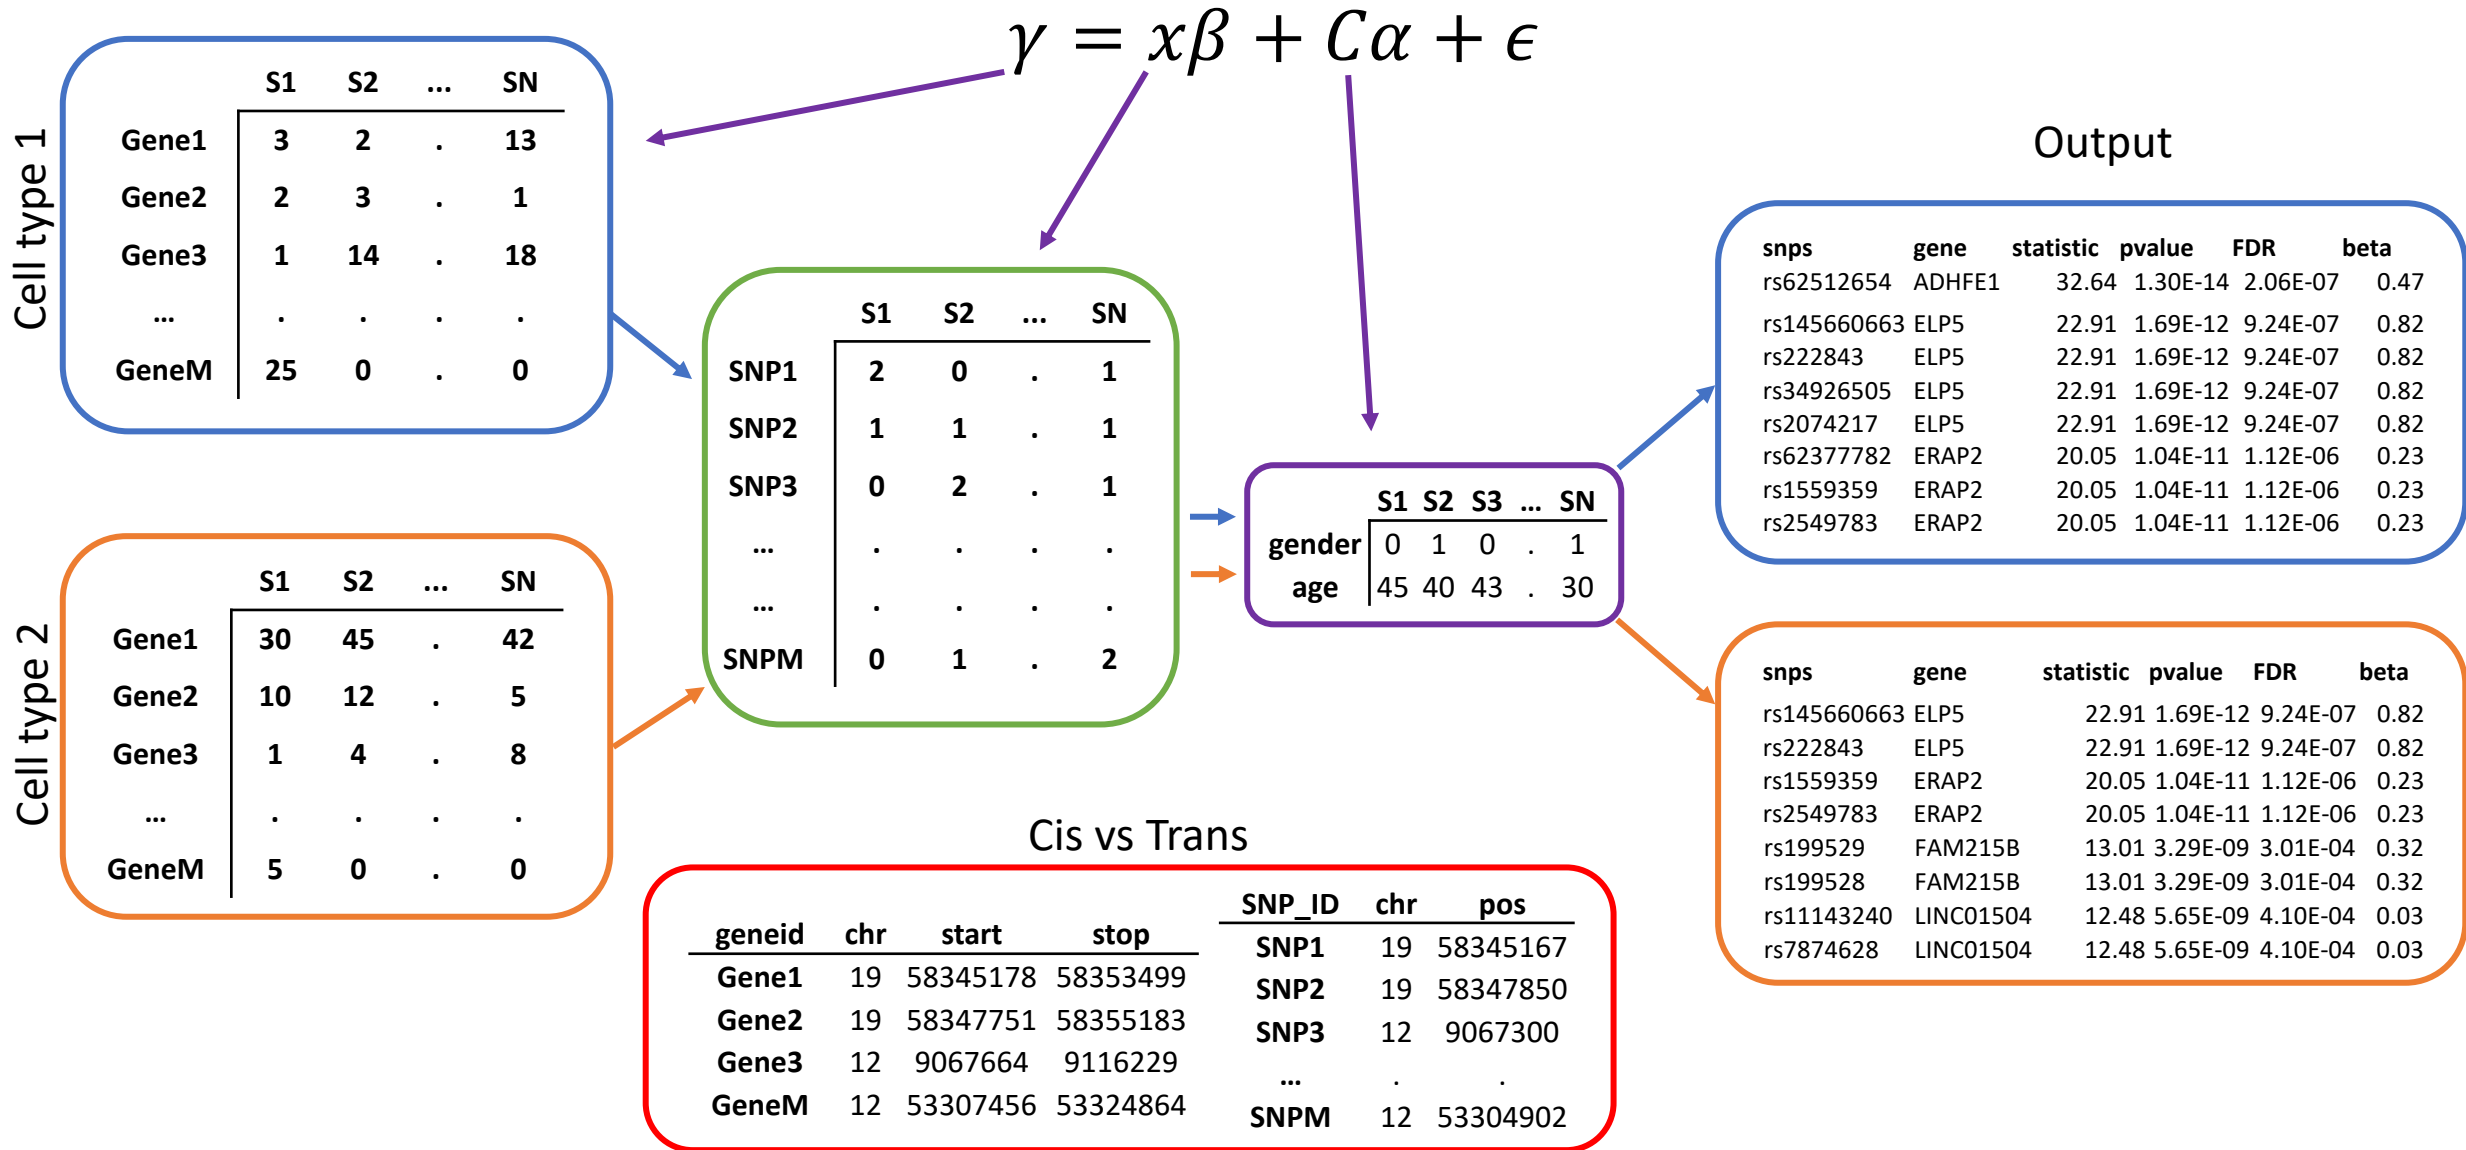 γ = xβ + Cα + ϵ
Cell type 1
S1 S2 ... SN
Gene1 3 2 . 13
Gene2 2 3 . 1
Gene3 1 14 . 18
... . . . .
GeneM 25 0 . 0
Cell type 2
S1 S2 ... SN
Gene1 30 45 . 42
Gene2 10 12 . 5
Gene3 1 4 . 8
... . . . .
GeneM 5 0 . 0
S1 S2 ... SN
SNP1 2 0 . 1
SNP2 1 1 . 1
SNP3 0 2 . 1
... . . . .
... . . . .
SNPM 0 1 . 2
S1 S2 S3 ... SN
gender 0 1 0 . 1
age 45 40 43 . 30
Output
snps gene statistic pvalue FDR beta
rs62512654 ADHFE1 32.64 1.30E-14 2.06E-07 0.47
rs145660663 ELP5 22.91 1.69E-12 9.24E-07 0.82
rs222843 ELP5 22.91 1.69E-12 9.24E-07 0.82
rs34926505 ELP5 22.91 1.69E-12 9.24E-07 0.82
rs2074217 ELP5 22.91 1.69E-12 9.24E-07 0.82
rs62377782 ERAP2 20.05 1.04E-11 1.12E-06 0.23
rs1559359 ERAP2 20.05 1.04E-11 1.12E-06 0.23
rs2549783 ERAP2 20.05 1.04E-11 1.12E-06 0.23
snps gene statistic pvalue FDR beta
rs145660663 ELP5 22.91 1.69E-12 9.24E-07 0.82
rs222843 ELP5 22.91 1.69E-12 9.24E-07 0.82
rs1559359 ERAP2 20.05 1.04E-11 1.12E-06 0.23
rs2549783 ERAP2 20.05 1.04E-11 1.12E-06 0.23
rs199529 FAM215B 13.01 3.29E-09 3.01E-04 0.32
rs199528 FAM215B 13.01 3.29E-09 3.01E-04 0.32
rs11143240 LINC01504 12.48 5.65E-09 4.10E-04 0.03
rs7874628 LINC01504 12.48 5.65E-09 4.10E-04 0.03
Cis vs Trans
geneid chr start stop
Gene1 19 58345178 58353499
Gene2 19 58347751 58355183
Gene3 12 9067664 9116229
GeneM 12 53307456 53324864
SNP_ID chr pos
SNP1 19 58345167
SNP2 19 58347850
SNP3 12 9067300
... . .
SNPM 12 53304902